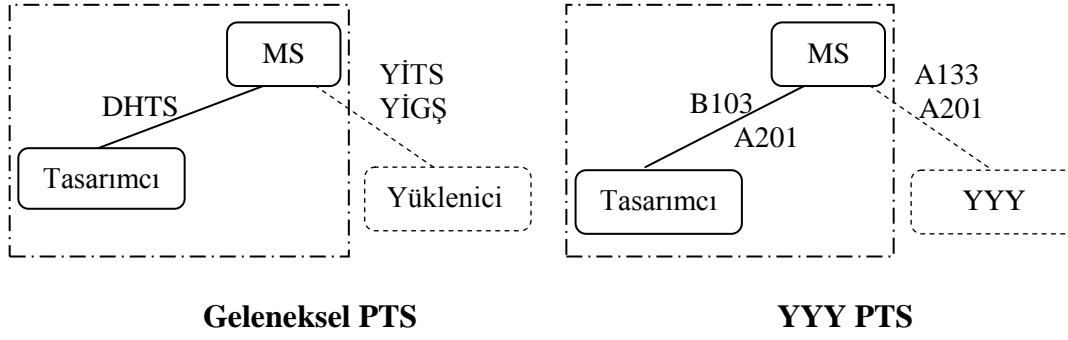 MS
YİTS
YİGŞ
DHTS
Tasarımcı
Yüklenici
Geleneksel PTS
MS
A133
A201
B103
A201
Tasarımcı
YYY
YYY PTS